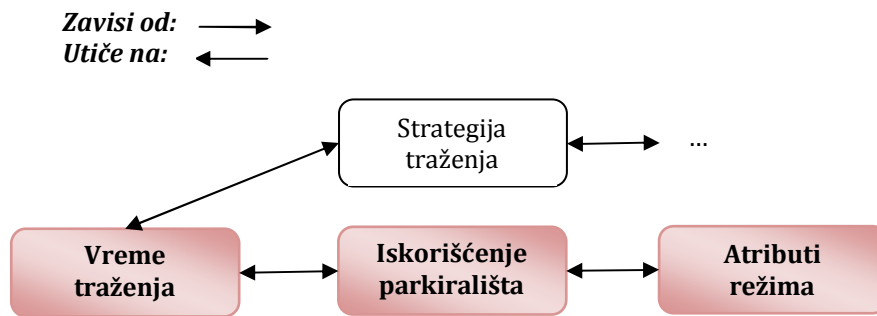 Zavisi od:
Utiče na:
Strategija
traženja
...
Vreme
traženja
Iskorišćenje
parkirališta
Atributi
režima